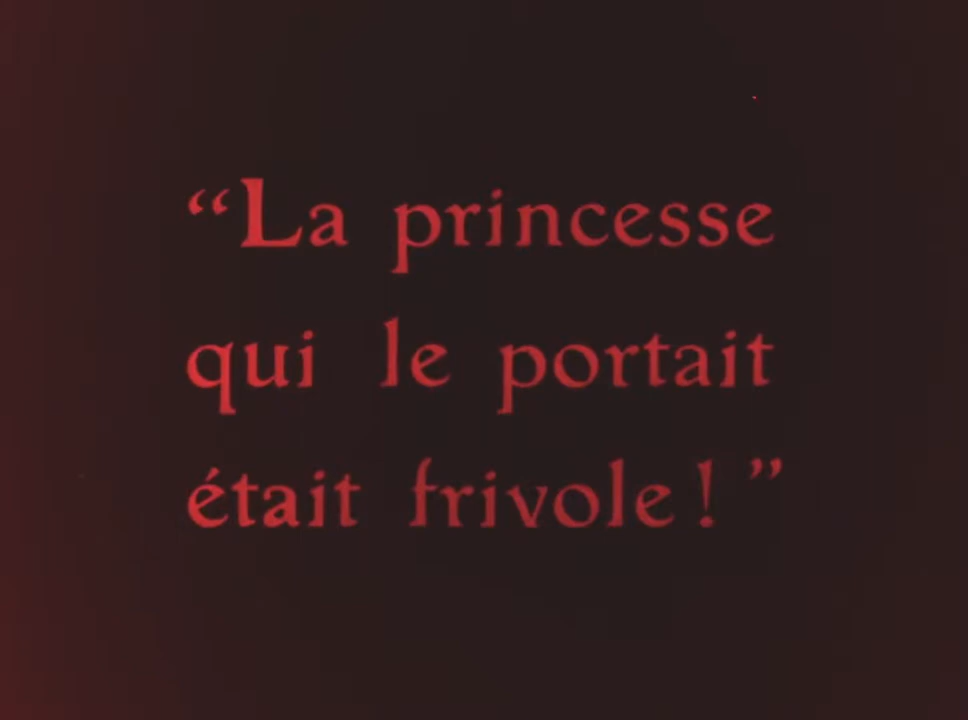 “La princesse
qui le portait
était frivole ! ”